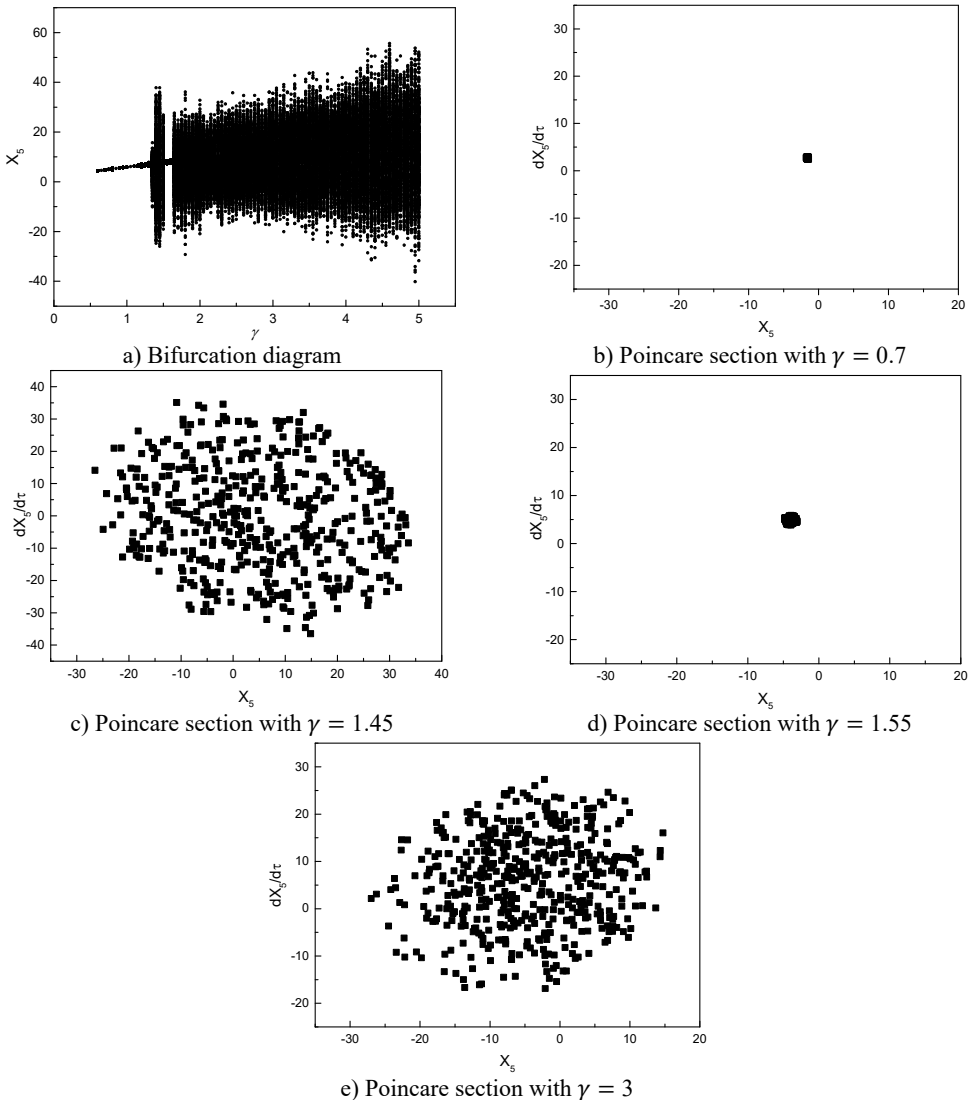 60
40
20
0
-20
-40
X5
0 1 2 3 4 5
γ
a) Bifurcation diagram
30
20
10
0
-10
-20
dX5/dτ
-30 -20 -10 0 10 20
X5
b) Poincare section with γ = 0.7
40
30
20
10
0
-10
-20
-30
-40
dX5/dτ
-30 -20 -10 0 10 20 30 40
X5
c) Poincare section with γ = 1.45
30
20
10
0
-10
-20
dX5/dτ
-30 -20 -10 0 10 20
X5
d) Poincare section with γ = 1.55
30
20
10
0
-10
-20
dX5/dτ
-30 -20 -10 0 10 20
X5
e) Poincare section with γ = 3